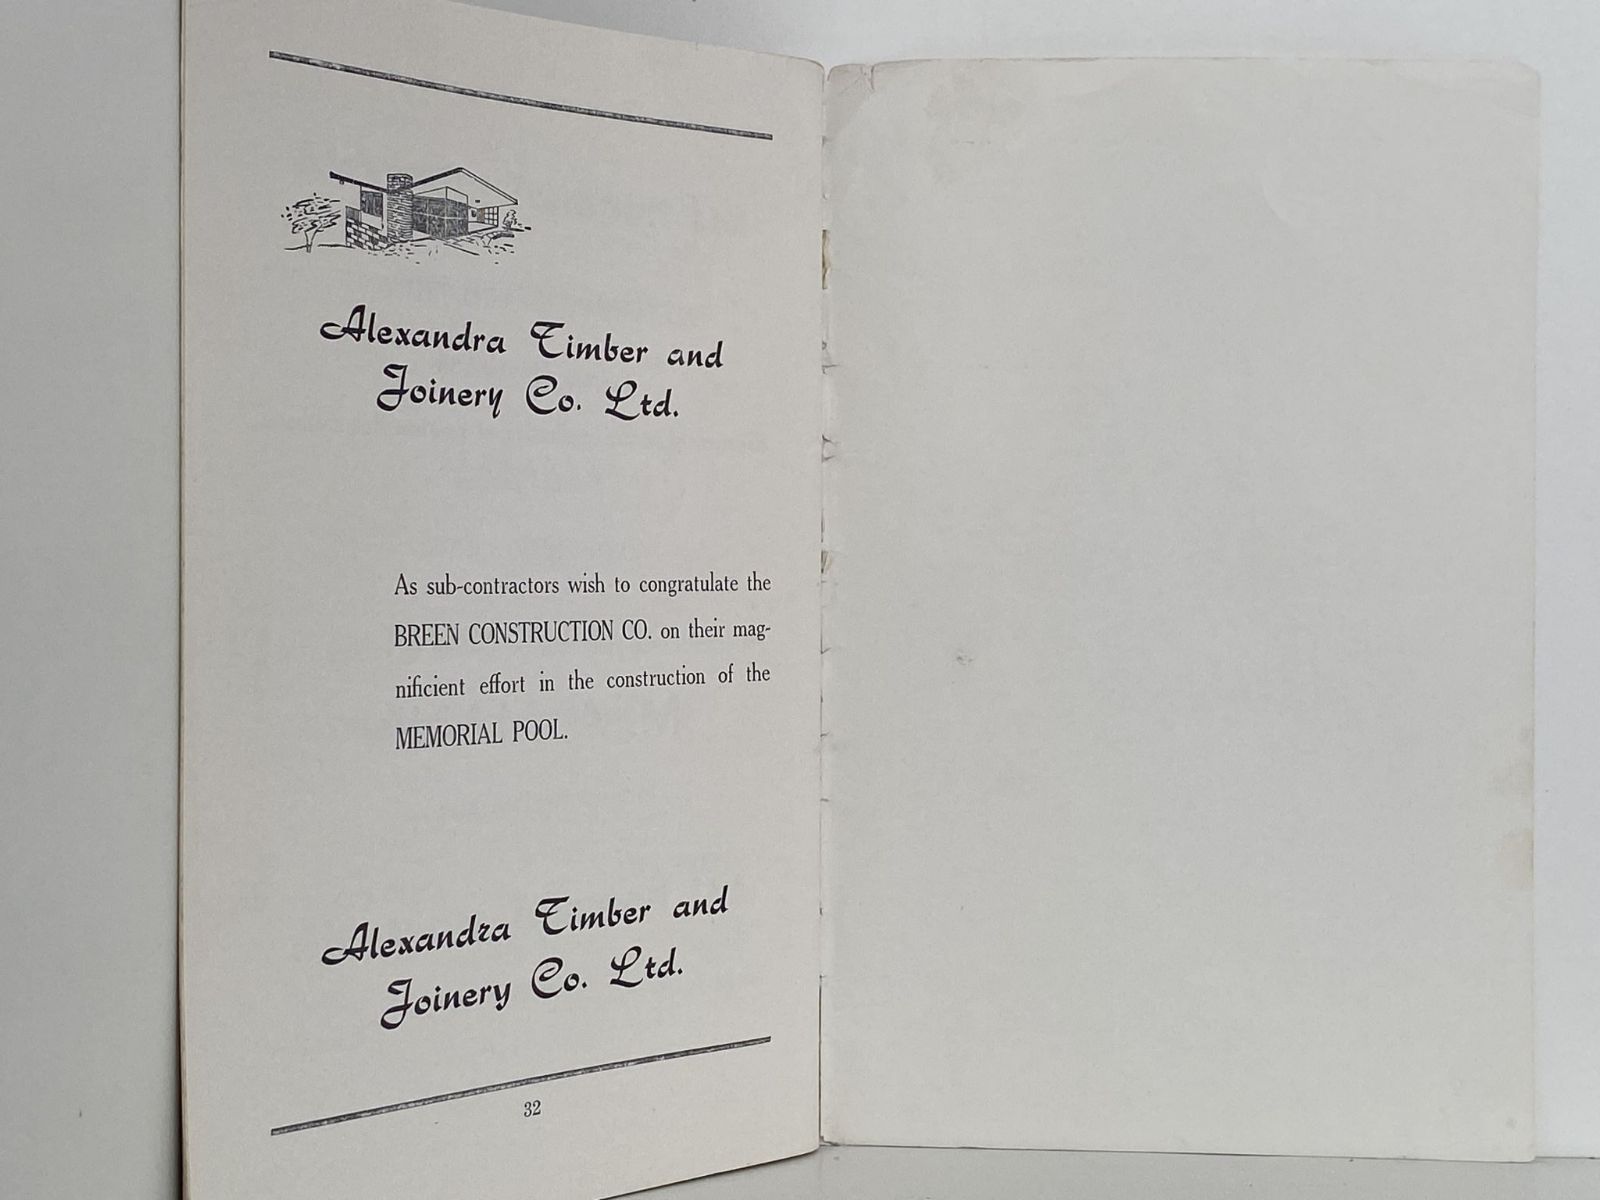 Alexandra Timber and
Joinery Co. Ltd.
As sub-contractors wish to congratulate the
BREEN CONSTRUCTION CO. on their mag-
nificient effort in the construction of the
MEMORIAL POOL.
Alexandra Timber and
Joinery Co. Ltd.
32